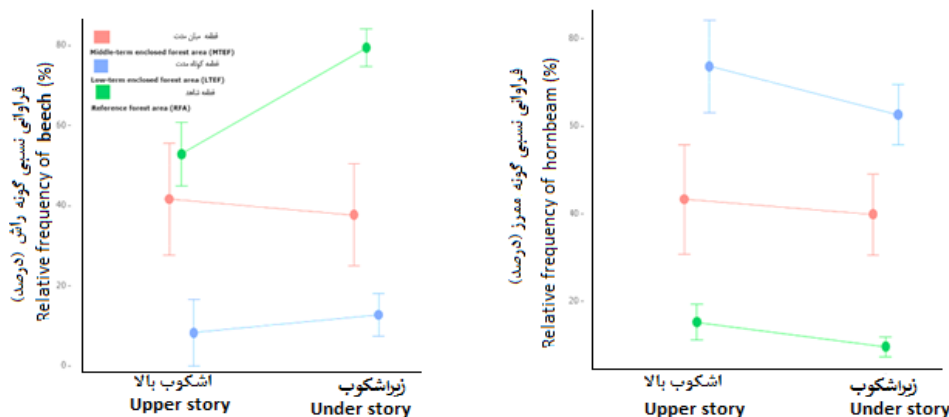 فراوانی نسبی گونه راش (درصد)
Relative frequency of beech (%)
80
60
40
20
0
قطعه میان مدت
Middle-term enclosed forest area (MTEF)
قطعه کوتاه مدت
Low-term enclosed forest area (LTEF)
قطعه شاهد
Reference forest area (RFA)
اشکوب بالا
Upper story
زیراشکوب
Under story
فراوانی نسبی گونه ممرز (درصد)
Relative frequency of hornbeam (%)
80
50
40
20
اشکوب بالا
Upper story
زیراشکوب
Under story